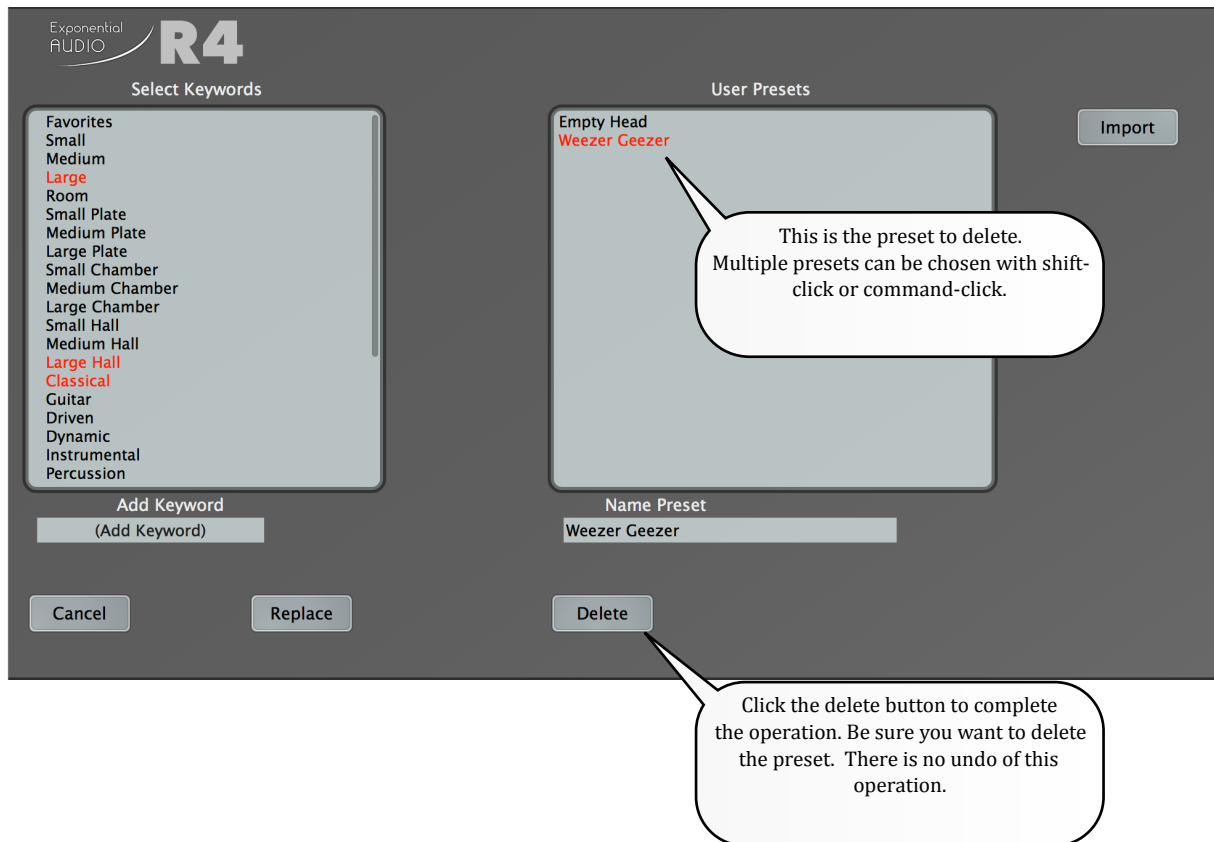 Exponential
AUDIO
R4
Select Keywords
Favorites
Small
Medium
Large
Room
Small Plate
Medium Plate
Large Plate
Small Chamber
Medium Chamber
Large Chamber
Small Hall
Medium Hall
Large Hall
Classical
Guitar
Driven
Dynamic
Instrumental
Percussion
Add Keyword
(Add Keyword)
Cancel
Replace
User Presets
Empty Head
Weezer Geezer
This is the preset to delete.
Multiple presets can be chosen with shift-
click or command-click.
Name Preset
Weezer Geezer
Delete
Import
Click the delete button to complete
the operation. Be sure you want to delete
the preset.  There is no undo of this
operation.